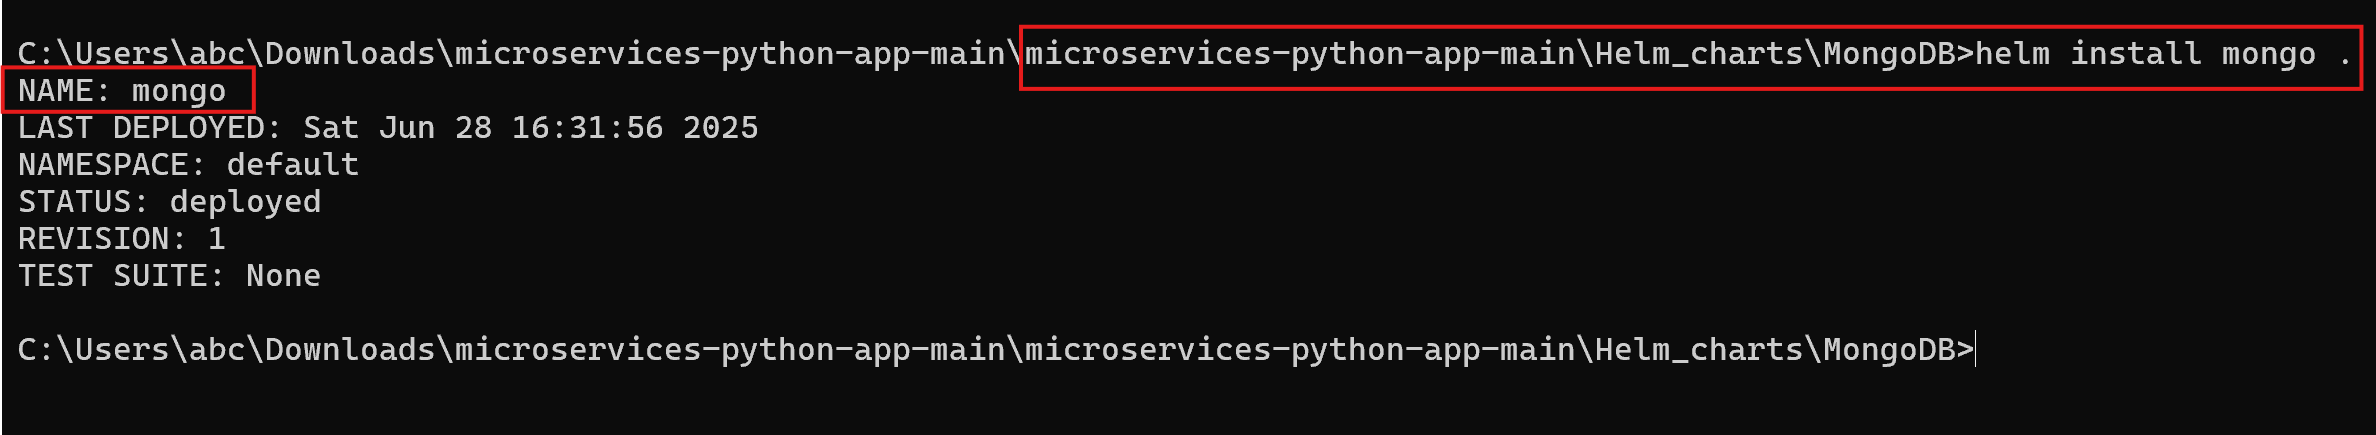 C:\Users\abc\Downloads\microservices-python-app-main\microservices-python-app-main\Helm_charts\MongoDB>helm install mongo .
NAME: mongo
LAST DEPLOYED: Sat Jun 28 16:31:56 2025
NAMESPACE: default
STATUS: deployed
REVISION: 1
TEST SUITE: None
C:\Users\abc\Downloads\microservices-python-app-main\microservices-python-app-main\Helm_charts\MongoDB>